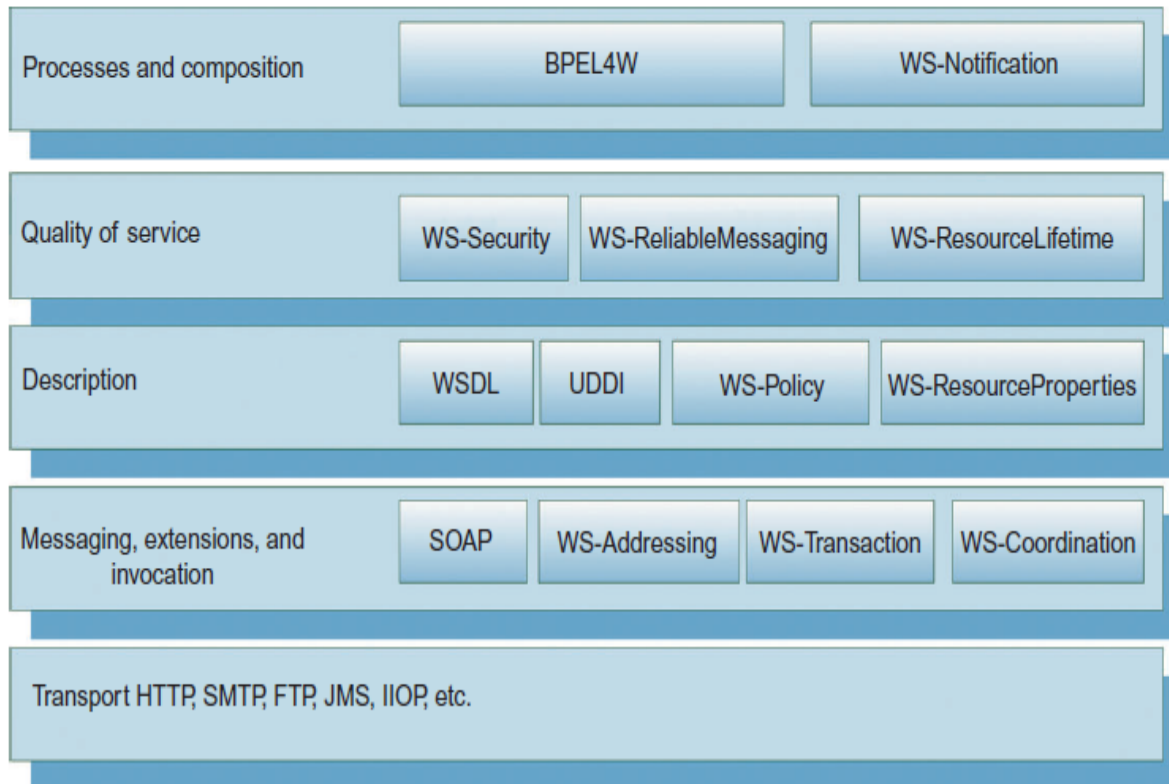 Processes and composition
BPEL4W
WS-Notification
Quality of service
WS-Security
WS-ReliableMessaging
WS-ResourceLifetime
Description
WSDL
UDDI
WS-Policy
WS-ResourceProperties
Messaging, extensions, and
invocation
SOAP
WS-Addressing
WS-Transaction
WS-Coordination
Transport HTTP, SMTP, FTP, JMS, IIOP, etc.